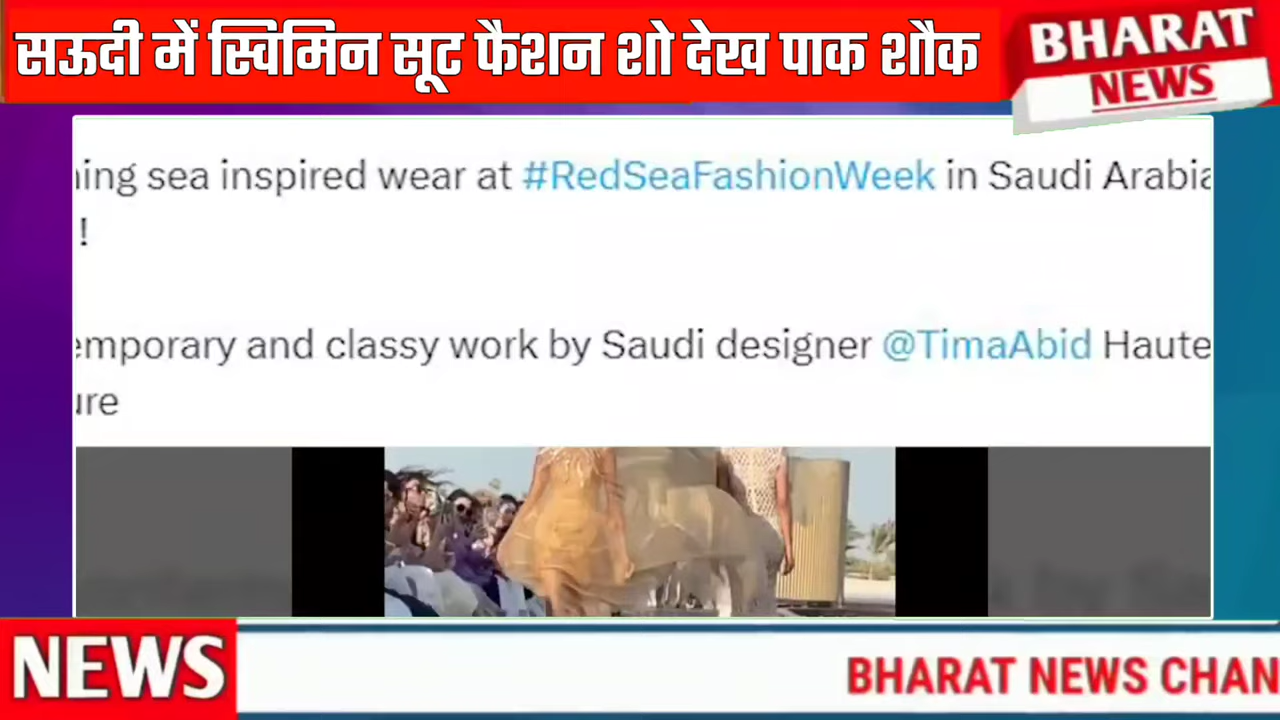 सऊदी में स्विमिन सूट फैशन शो देख पाक शौक
BHARAT
NEWS
ing sea inspired wear at #RedSeaFashionWeek in Saudi Arabia
!
emporary and classy work by Saudi designer @TimaAbid Haute
ure
NEWS
BHARAT NEWS CHAN